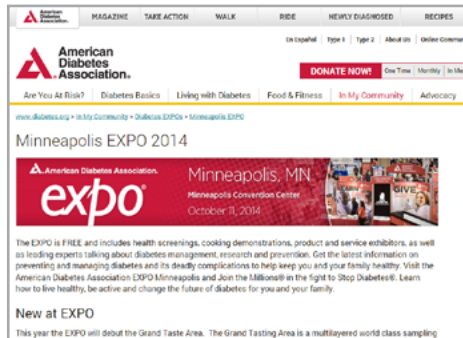 American Diabetes Association.
MAGAZINE TAKE ACTION WALK RIDE NEWLY DIAGNOSED RECIPES
En Español Type 1 Type 2 About Us Online Commu
American
Diabetes
Association®
DONATE NOW! One Time Monthly In Me
Are You At Risk? Diabetes Basics Living with Diabetes Food & Fitness In My Community Advocacy
www.diabetes.org > In My Community > Diabetes EXPOs > Minneapolis EXPO
Minneapolis EXPO 2014
American Diabetes Association.
expo®
Minneapolis, MN
Minneapolis Convention Center
October 11, 2014
LEARN
GIVE
The EXPO is FREE and includes health screenings, cooking demonstrations, product and service exhibitors, as well
as leading experts talking about diabetes management, research and prevention. Get the latest information on
preventing and managing diabetes and its deadly complications to help keep you and your family healthy. Visit the
American Diabetes Association EXPO Minneapolis and Join the Millions® in the fight to Stop Diabetes®. Learn
how to live healthy, be active and change the future of diabetes for you and your family.
New at EXPO
This year the EXPO will debut the Grand Taste Area. The Grand Tasting Area is a multilayered world class sampling